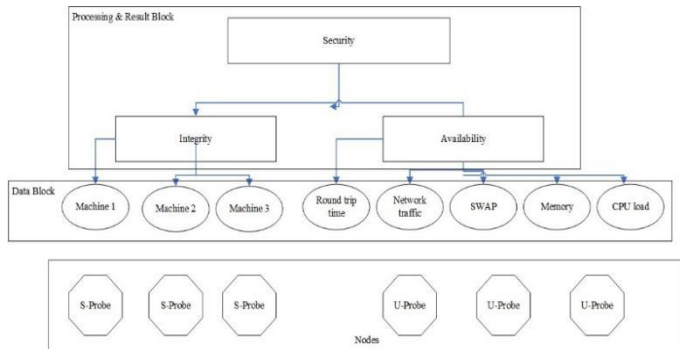 Processing & Result Block
Security
Integrity
Availability
Data Block
Machine 1
Machine 2
Machine 3
Round trip
time
Network
traffic
SWAP
Memory
CPU load
S-Probe
S-Probe
S-Probe
U-Probe
U-Probe
U-Probe
Nodes